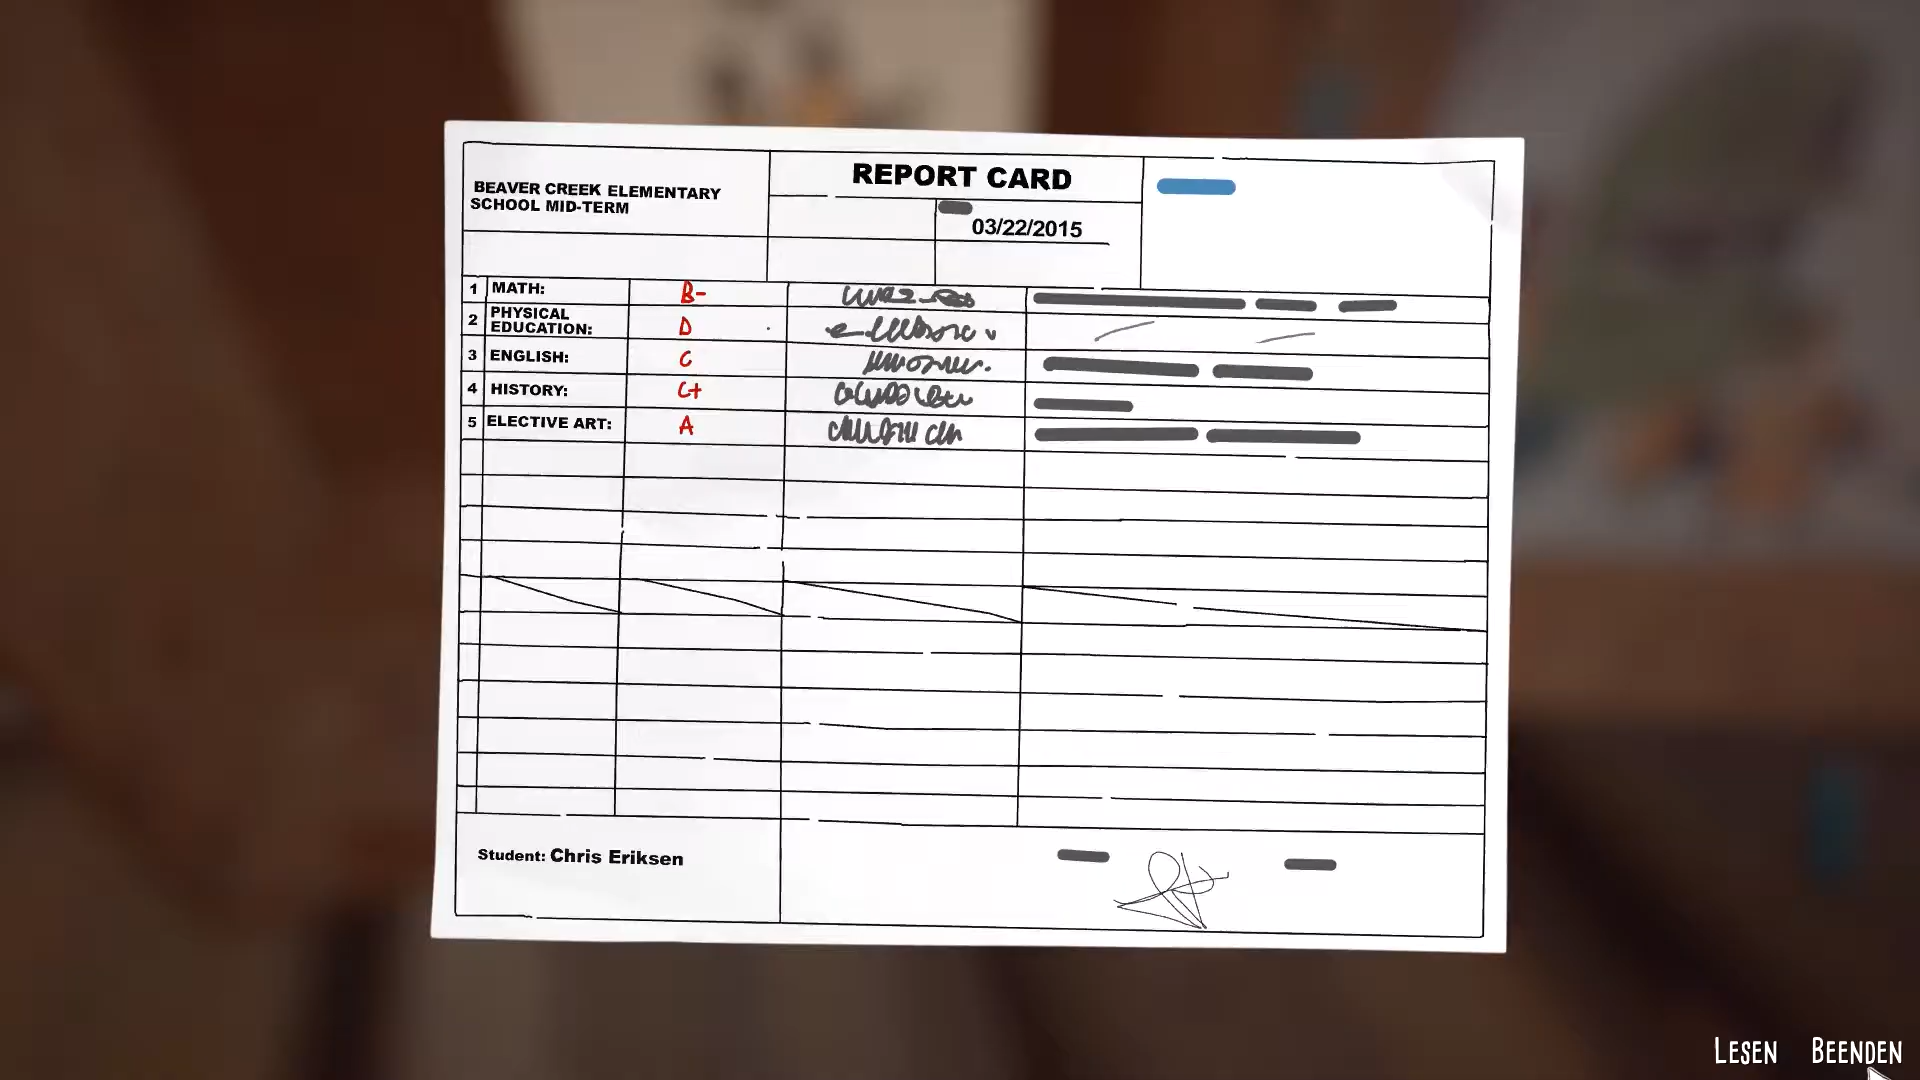 REPORT CARD
BEAVER CREEK ELEMENTARY
SCHOOL MID-TERM
03/22/2015
1 MATH: B-
2 PHYSICAL
EDUCATION: D
3 ENGLISH: C
4 HISTORY: C+
5 ELECTIVE ART: A
Student: Chris Eriksen
LESEN BEENDEN